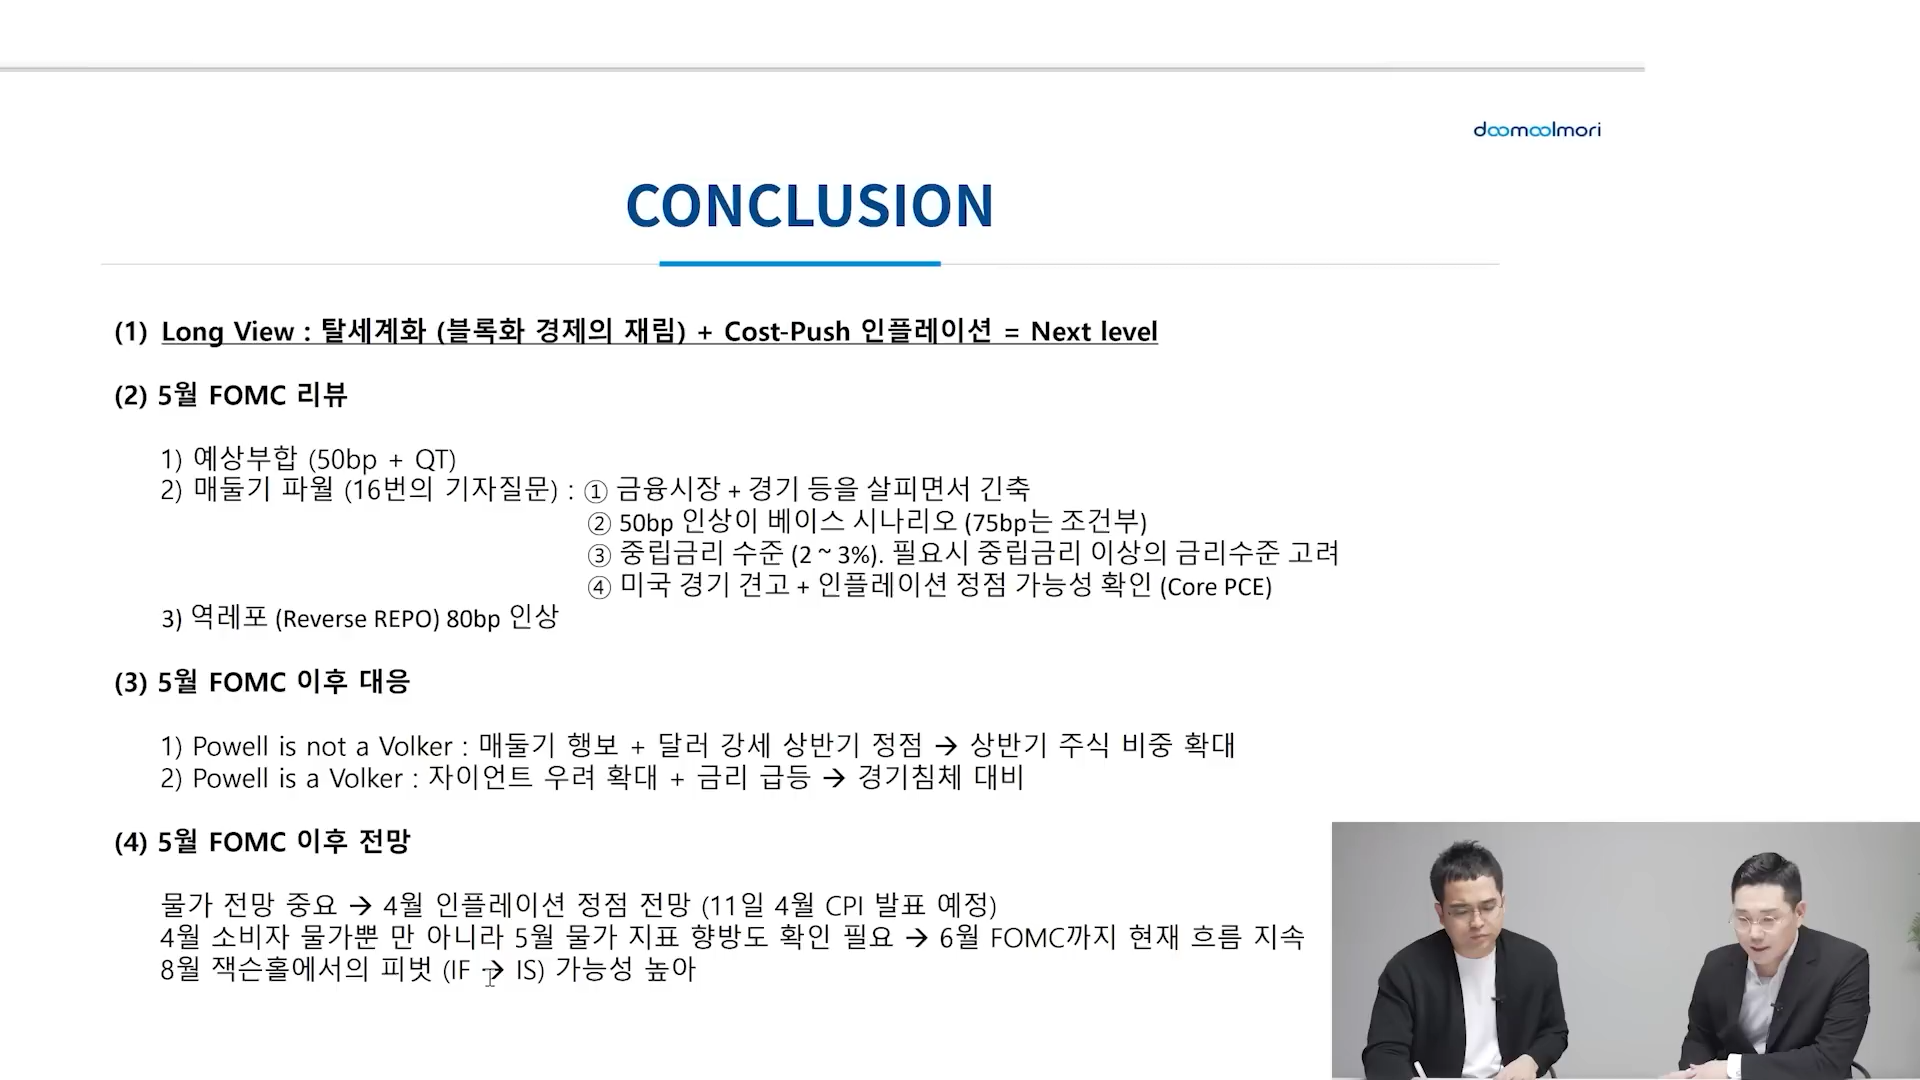 doomoolmori
CONCLUSION
(1) Long View : 탈세계화 (블록화 경제의 재림) + Cost-Push 인플레이션 = Next level
(2) 5월 FOMC 리뷰
1) 예상부합 (50bp + QT)
2) 매둘기 파월 (16번의 기자질문) : ① 금융시장 + 경기 등을 살피면서 긴축
② 50bp 인상이 베이스 시나리오 (75bp는 조건부)
③ 중립금리 수준 (2 ~ 3%). 필요시 중립금리 이상의 금리수준 고려
④ 미국 경기 견고 + 인플레이션 정점 가능성 확인 (Core PCE)
3) 역레포 (Reverse REPO) 80bp 인상
(3) 5월 FOMC 이후 대응
1) Powell is not a Volker : 매둘기 행보 + 달러 강세 상반기 정점 → 상반기 주식 비중 확대
2) Powell is a Volker : 자이언트 우려 확대 + 금리 급등 → 경기침체 대비
(4) 5월 FOMC 이후 전망
물가 전망 중요 → 4월 인플레이션 정점 전망 (11일 4월 CPI 발표 예정)
4월 소비자 물가뿐 만 아니라 5월 물가 지표 향방도 확인 필요 → 6월 FOMC까지 현재 흐름 지속
8월 잭슨홀에서의 피벗 (IF → IS) 가능성 높아